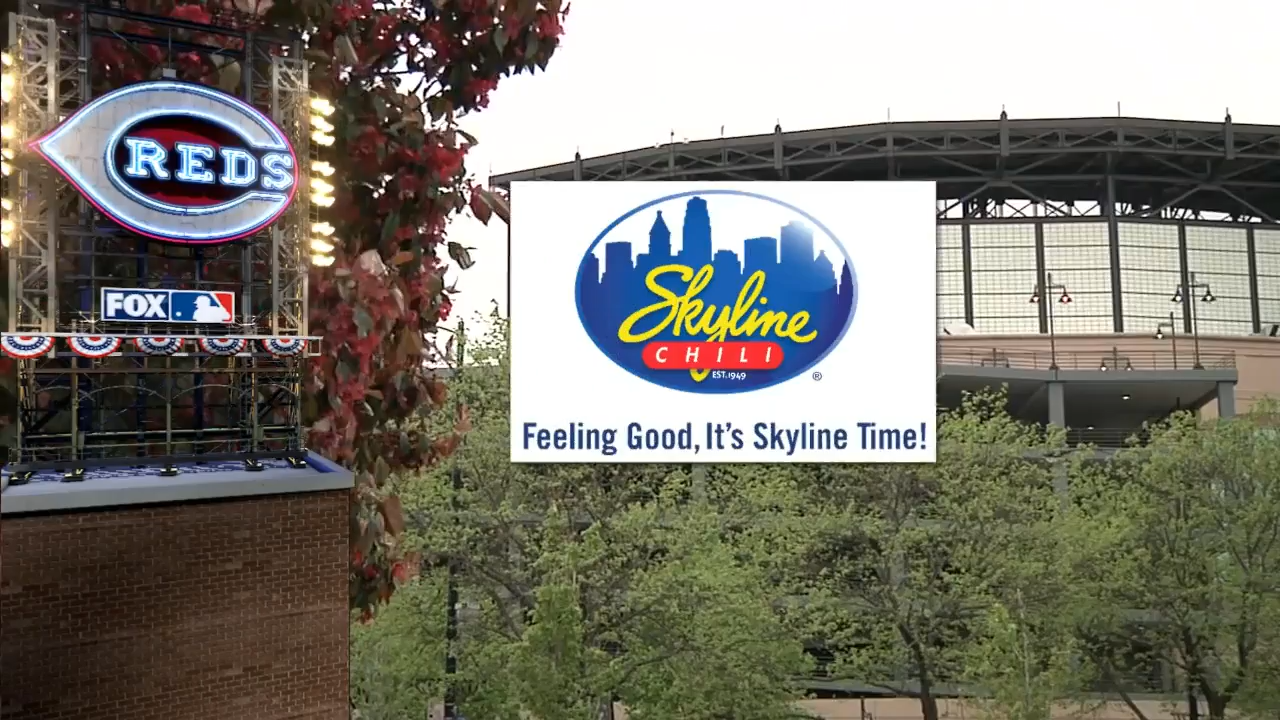 REDS
FOX
Skyline
CHILI
EST. 1949
®
Feeling Good, It's Skyline Time!